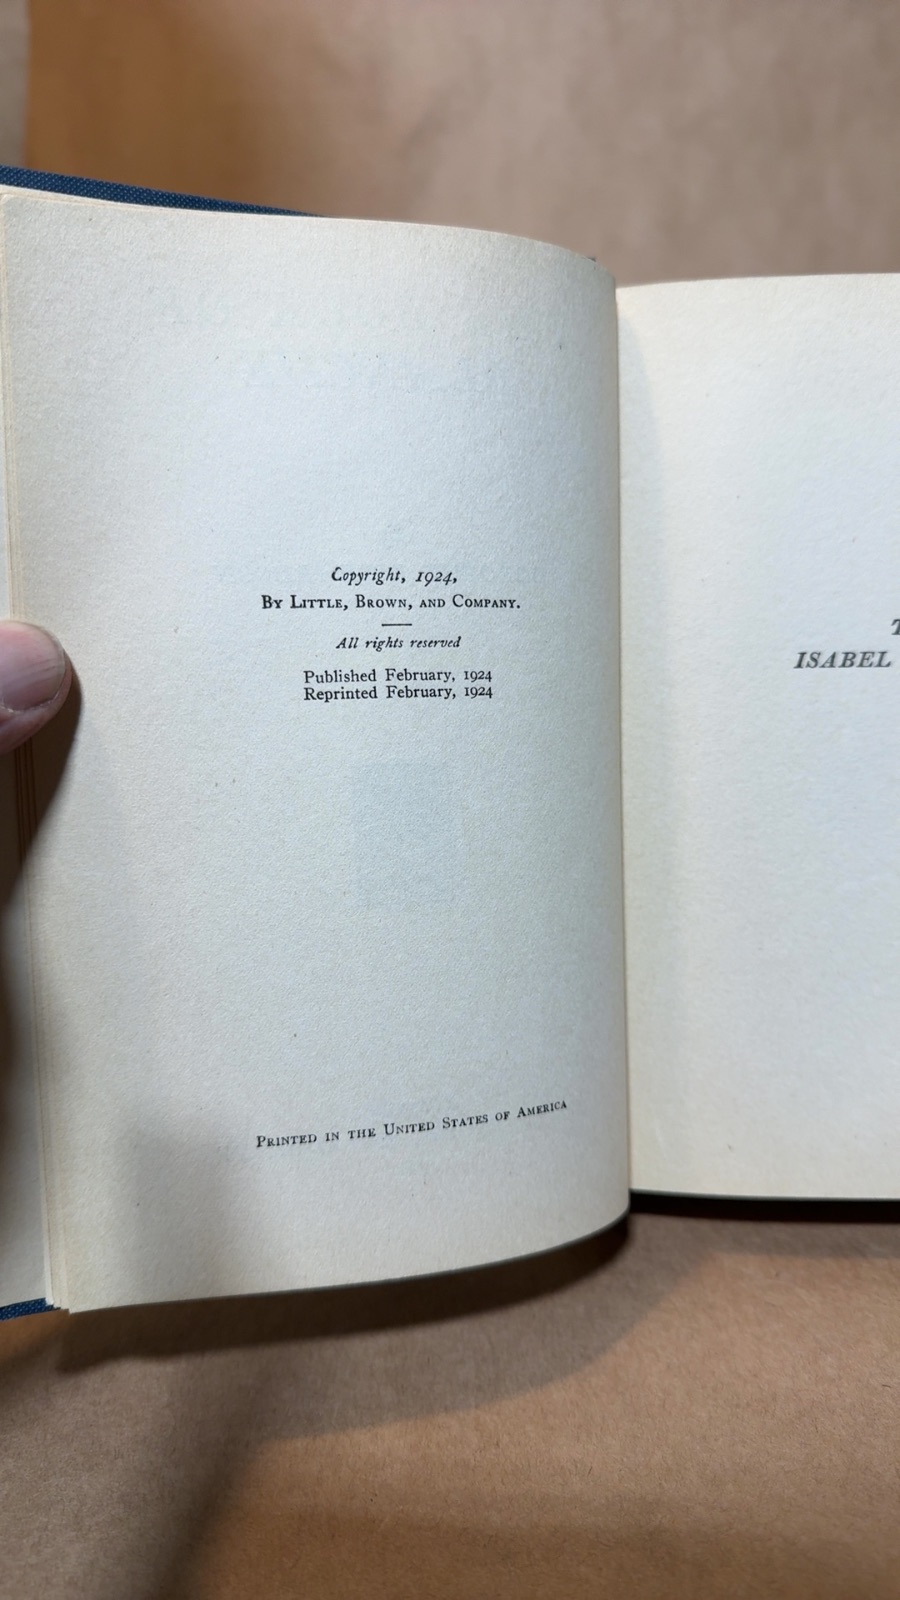 Copyright, 1924,
By Little, Brown, and Company.
All rights reserved
Published February, 1924
Reprinted February, 1924
Printed in the United States of America
ISABEL